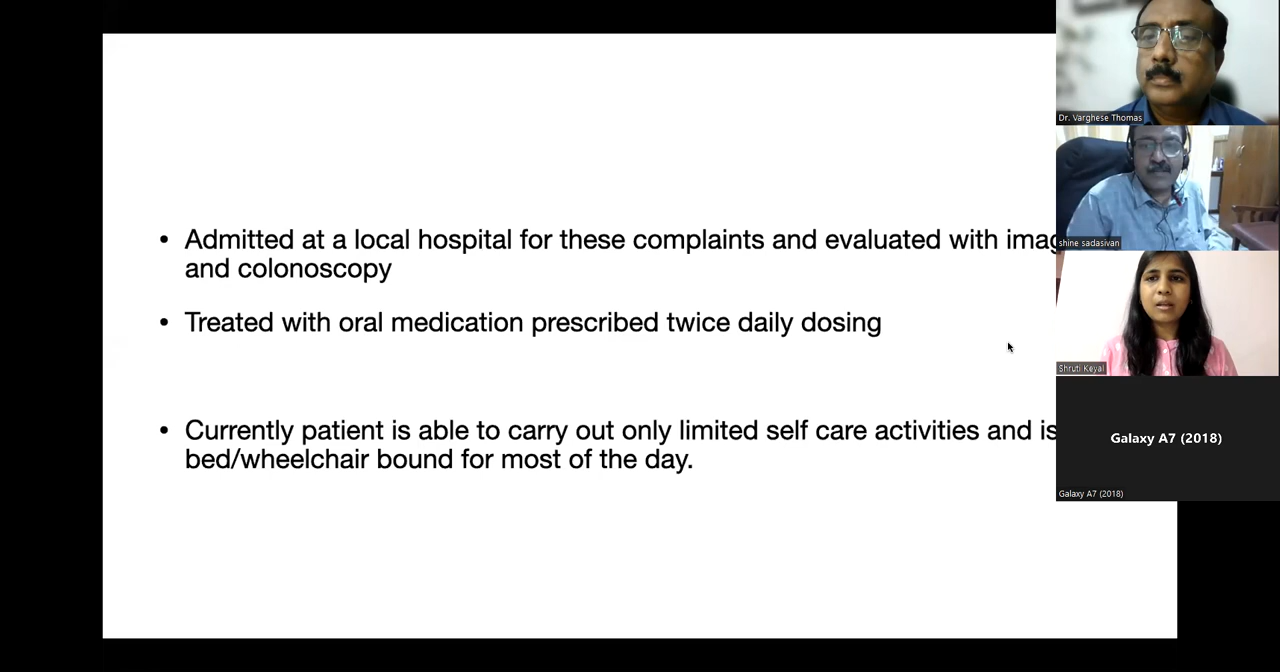 • Admitted at a local hospital for these complaints and evaluated with
and colonoscopy
• Treated with oral medication prescribed twice daily dosing
• Currently patient is able to carry out only limited self care activities and is
bed/wheelchair bound for most of the day.
Dr. Varghese Thomas
shine sadasivan
Shruti Keyal
Galaxy A7 (2018)
Galaxy A7 (2018)